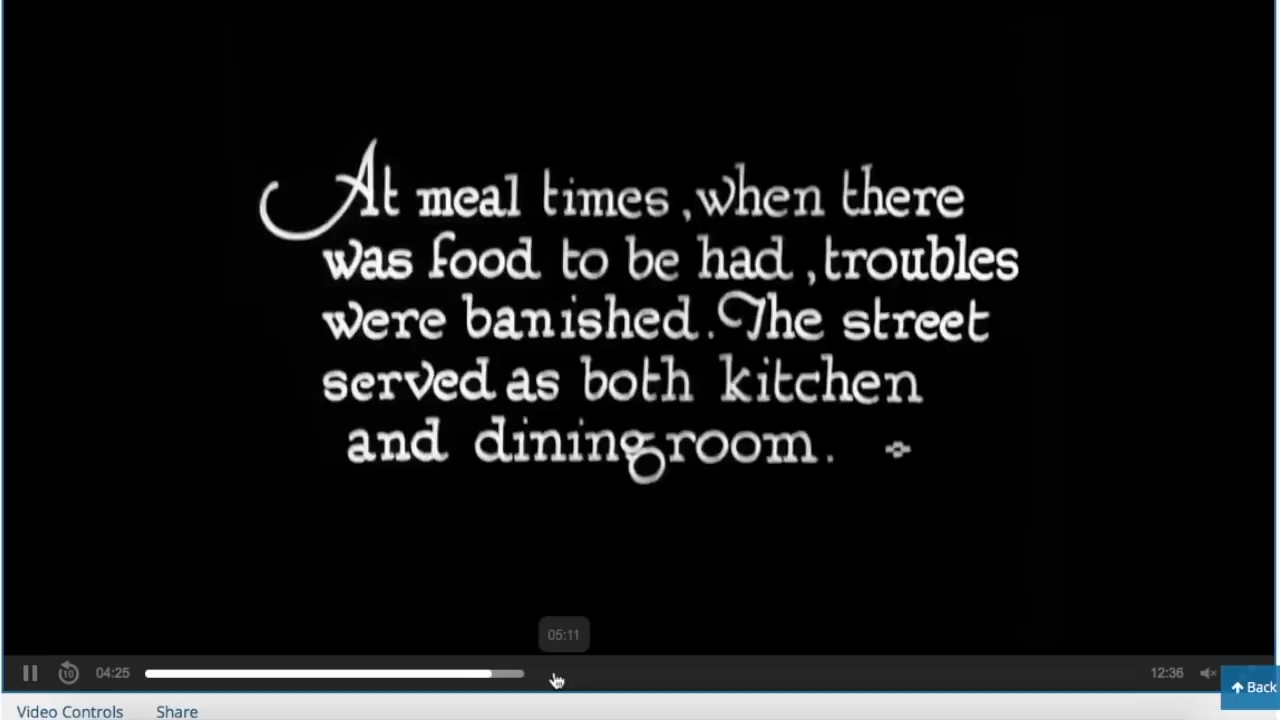 At meal times, when there
was food to be had, troubles
were banished. The street
served as both kitchen
and diningroom.
05:11
10
04:25
12:36
Back
Video Controls
Share